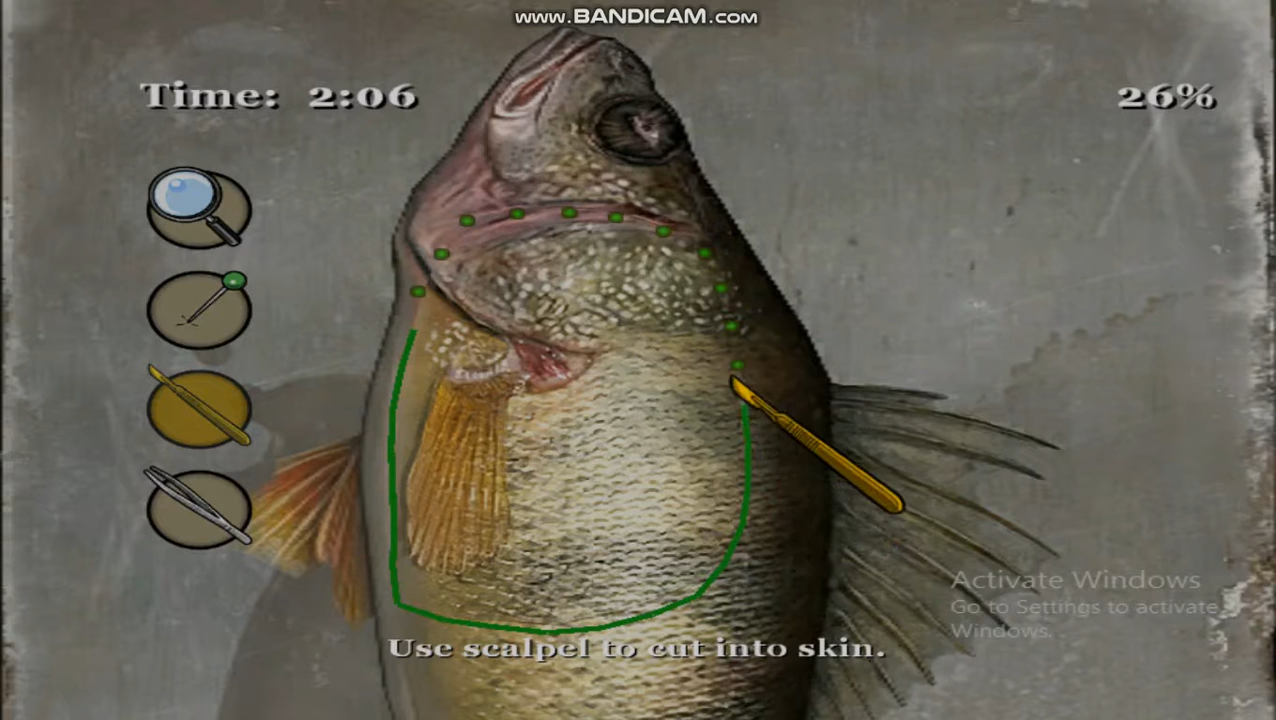 www.BANDICAM.com
Time: 2:06
26%
Activate Windows
Go to Settings to activate
Windows.
Use scalpel to cut into skin.